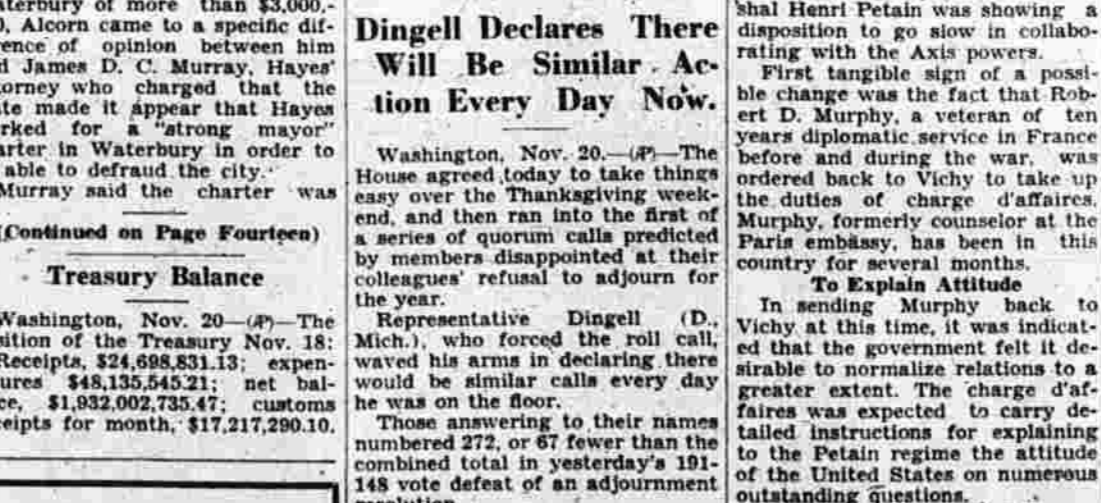 aterbury of more than $3,000,-
0, Alcorn came to a specific dif-
rence of opinion between him
d James D. C. Murray, Hayes'
orney who charged that the
te made it appear that Hayes
rked for a "strong mayor"
arter in Waterbury in order to
able to defraud the city.
Murray said the charter was
(Continued on Page Fourteen)
Treasury Balance
Washington, Nov. 20—(AP)—The
sition of the Treasury Nov. 18:
Receipts, $24,698,831.13; expen-
ures $48,135,545.21; net bal-
ce, $1,932,002,735.47; customs
eipts for month, $17,217,290.10.
Dingell Declares There
Will Be Similar Ac-
tion Every Day Now.
Washington, Nov. 20.—(AP)—The
House agreed today to take things
easy over the Thanksgiving week-
end, and then ran into the first of
a series of quorum calls predicted
by members disappointed at their
colleagues' refusal to adjourn for
the year.
Representative Dingell (D.,
Mich.), who forced the roll call,
waved his arms in declaring there
would be similar calls every day
he was on the floor.
Those answering to their names
numbered 272, or 67 fewer than the
combined total in yesterday's 191-
148 vote defeat of an adjournment
resolution.
shal Henri Petain was showing a
disposition to go slow in collabo-
rating with the Axis powers.
First tangible sign of a possi-
ble change was the fact that Rob-
ert D. Murphy, a veteran of ten
years diplomatic service in France
before and during the war, was
ordered back to Vichy to take up
the duties of charge d'affaires.
Murphy, formerly counselor at the
Paris embassy, has been in this
country for several months.
To Explain Attitude
In sending Murphy back to
Vichy at this time, it was indicat-
ed that the government felt it de-
sirable to normalize relations to a
greater extent. The charge d'af-
faires was expected to carry de-
tailed instructions for explaining
to the Petain regime the attitude
of the United States on numerous
outstanding questions.